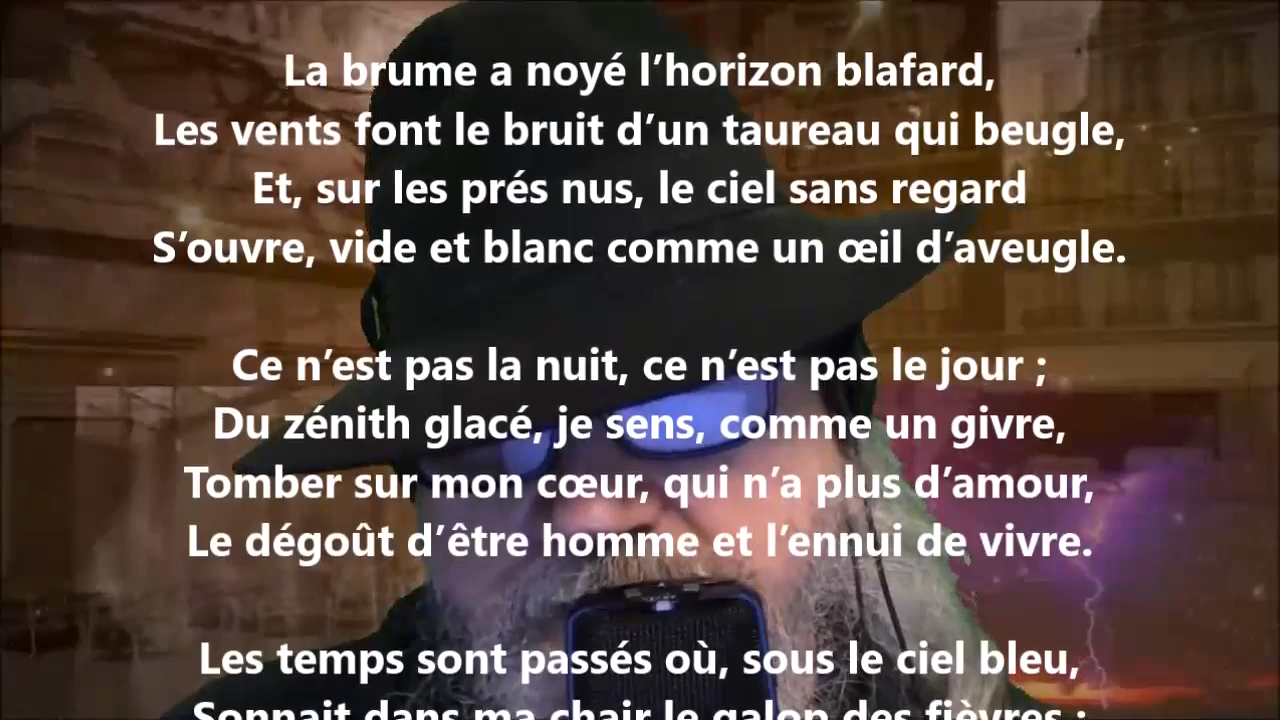 La brume a noyé l’horizon blafard,
Les vents font le bruit d’un taureau qui beugle,
Et, sur les prés nus, le ciel sans regard
S’ouvre, vide et blanc comme un œil d’aveugle.
Ce n’est pas la nuit, ce n’est pas le jour ;
Du zénith glacé, je sens, comme un givre,
Tomber sur mon cœur, qui n’a plus d’amour,
Le dégoût d’être homme et l’ennui de vivre.
Les temps sont passés où, sous le ciel bleu,
Sonnait dans ma chair le galop des fièvres ;